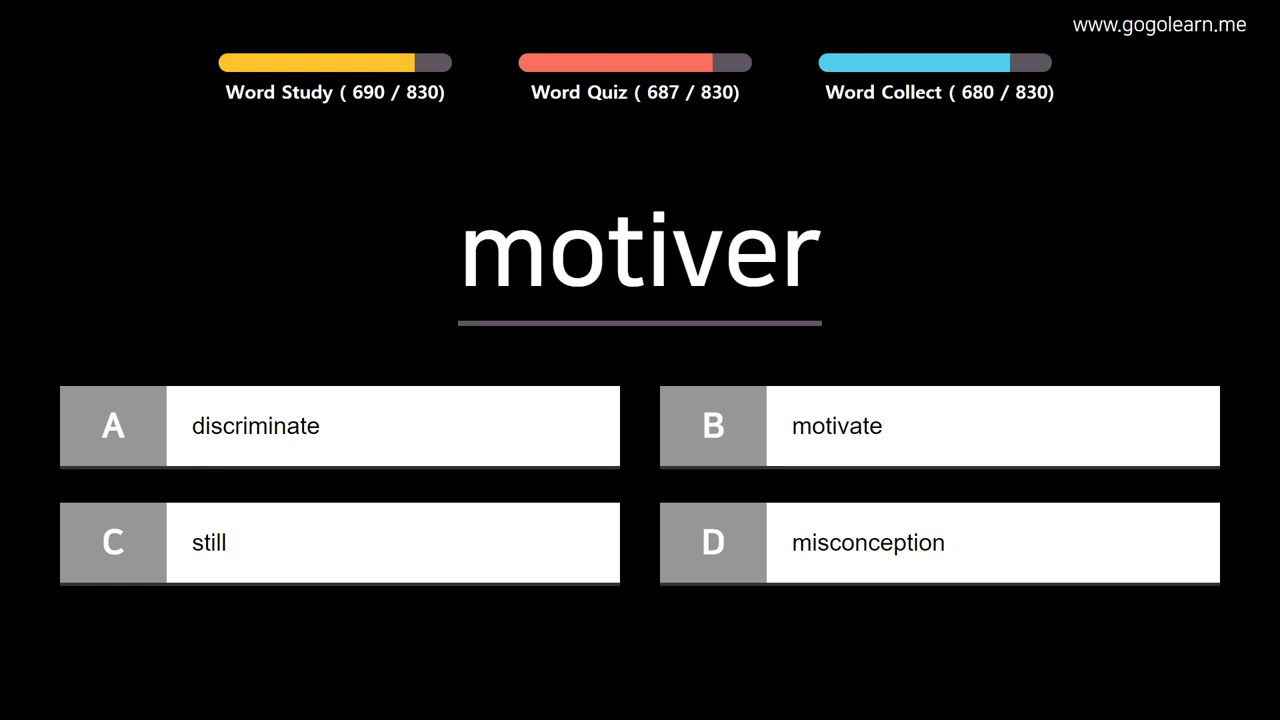 www.gogolearn.me
Word Study ( 690 / 830)
Word Quiz ( 687 / 830)
Word Collect ( 680 / 830)
motiver
A discriminate
B motivate
C still
D misconception